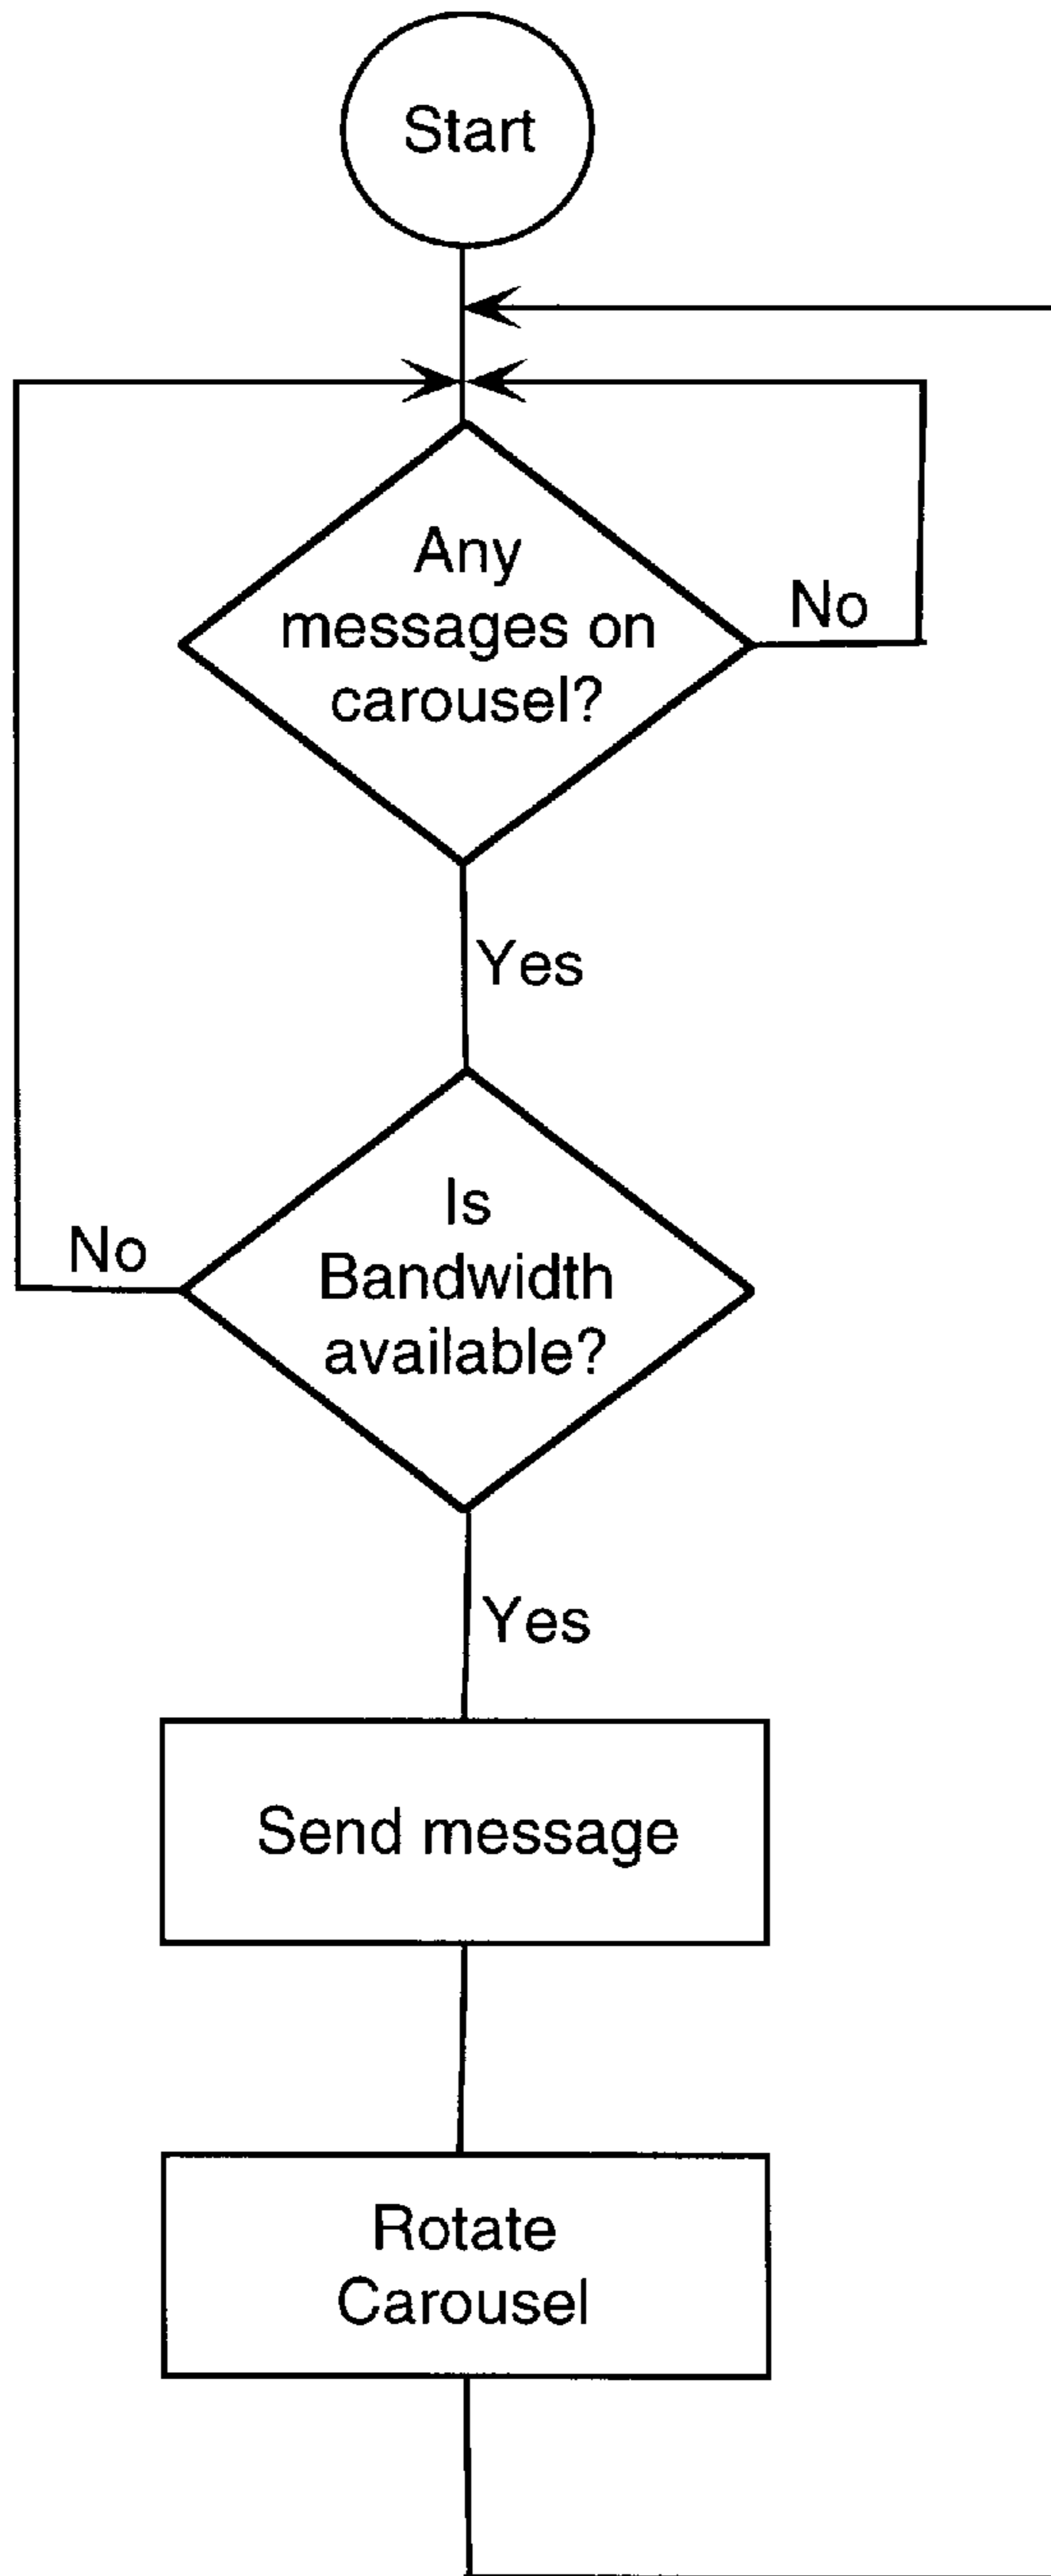 Start
Any
messages on
carousel?
No
Yes
Is
Bandwidth
available?
No
Yes
Send message
Rotate
Carousel